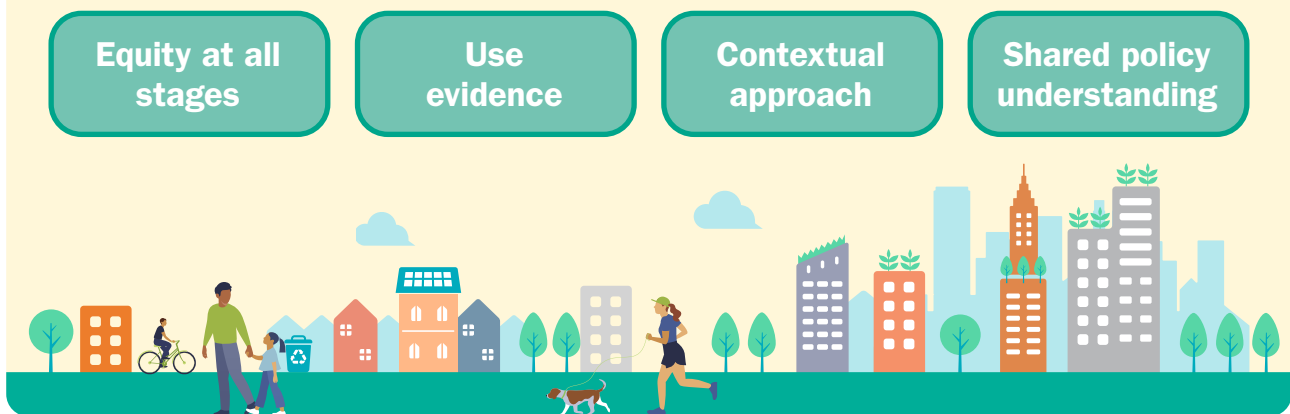 Equity at all
stages
Use
evidence
Contextual
approach
Shared policy
understanding